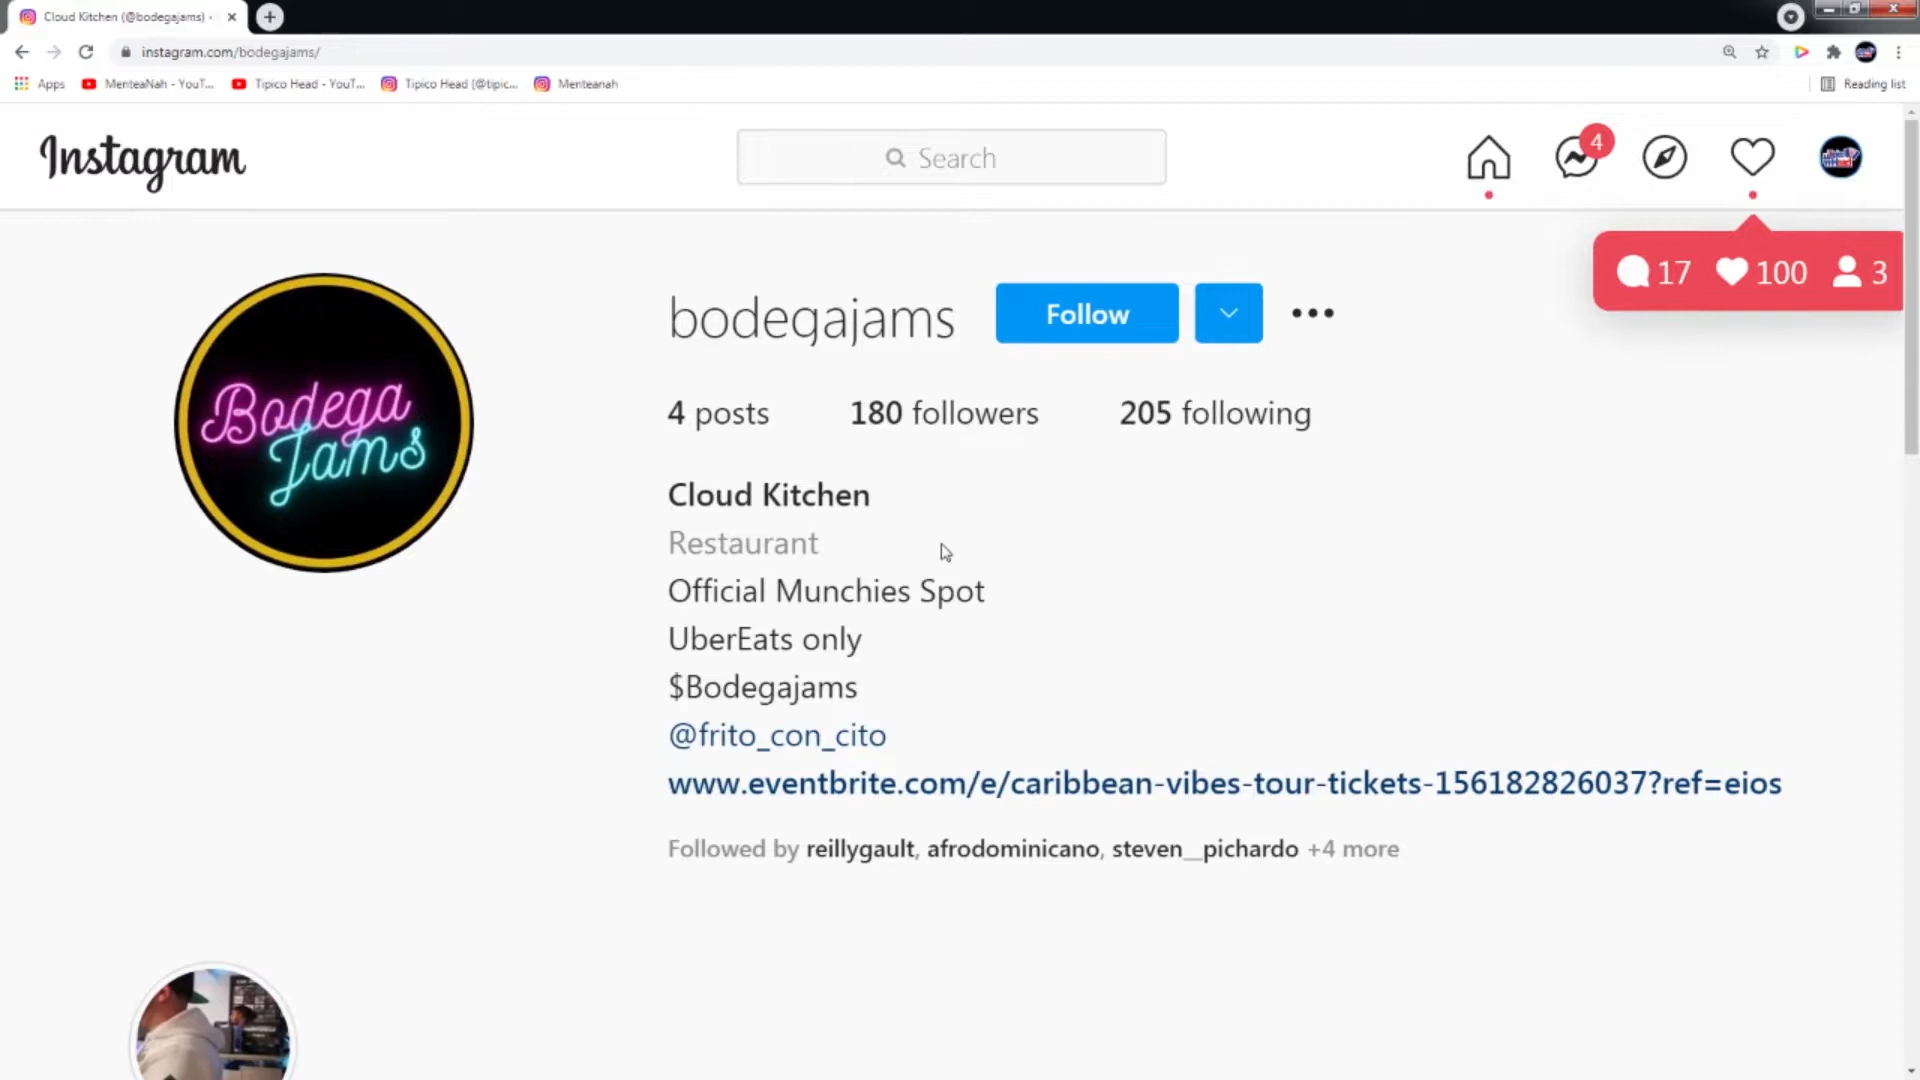 Cloud Kitchen (@bodegajams) •
instagram.com/bodegajams/
Apps
MenteaNah - YouT...
Tipico Head - YouT...
Tipico Head (@tipic...
Menteanah
Reading list
Instagram
Search
4
17
100
3
Bodega
Jams
bodegajams
Follow
4 posts
180 followers
205 following
Cloud Kitchen
Restaurant
Official Munchies Spot
UberEats only
$Bodegajams
@frito_con_cito
www.eventbrite.com/e/caribbean-vibes-tour-tickets-156182826037?ref=eios
Followed by reillygault, afrodominicano, steven__pichardo +4 more